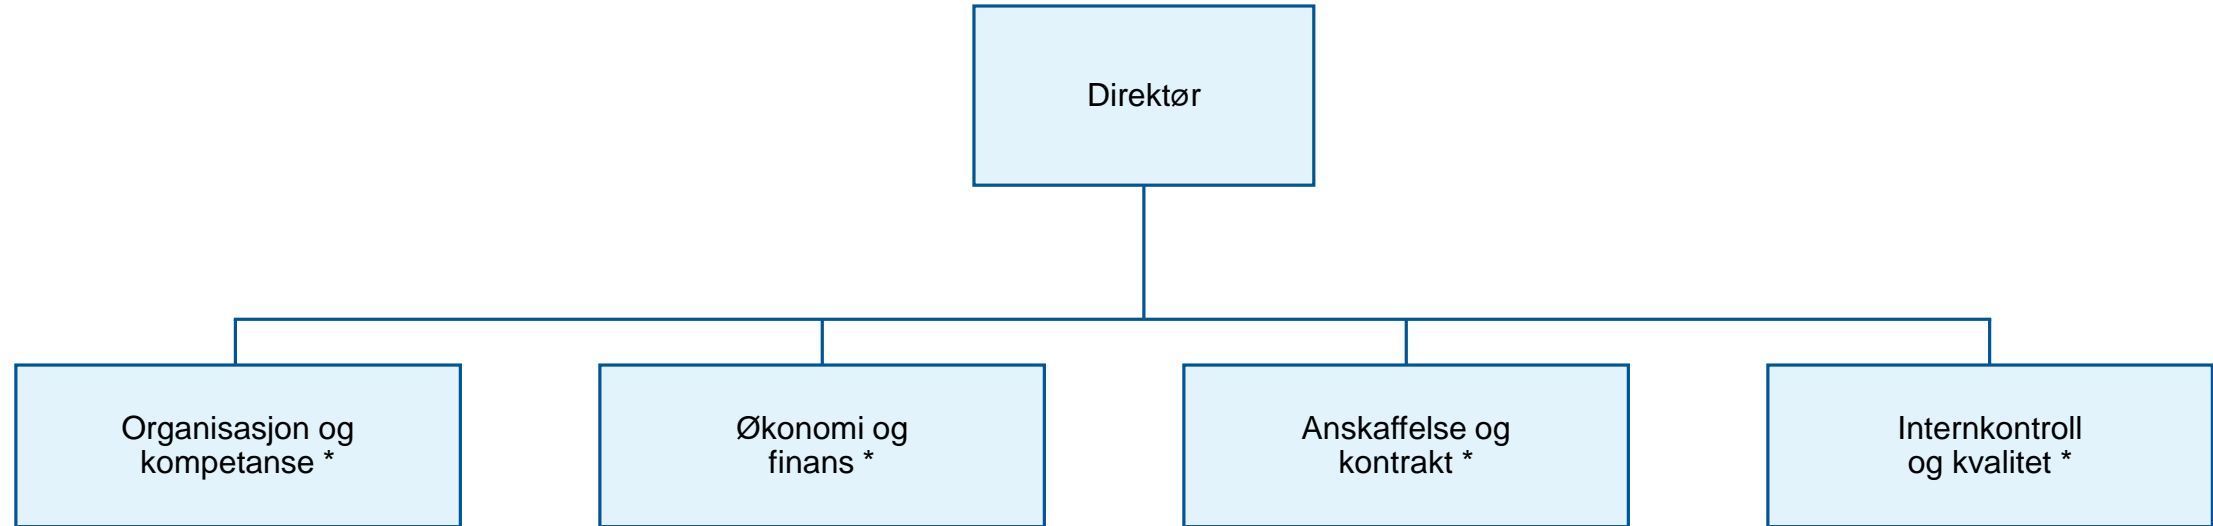 Direktør
Organisasjon og
kompetanse *
Økonomi og
finans *
Anskaffelse og
kontrakt *
Internkontroll
og kvalitet *